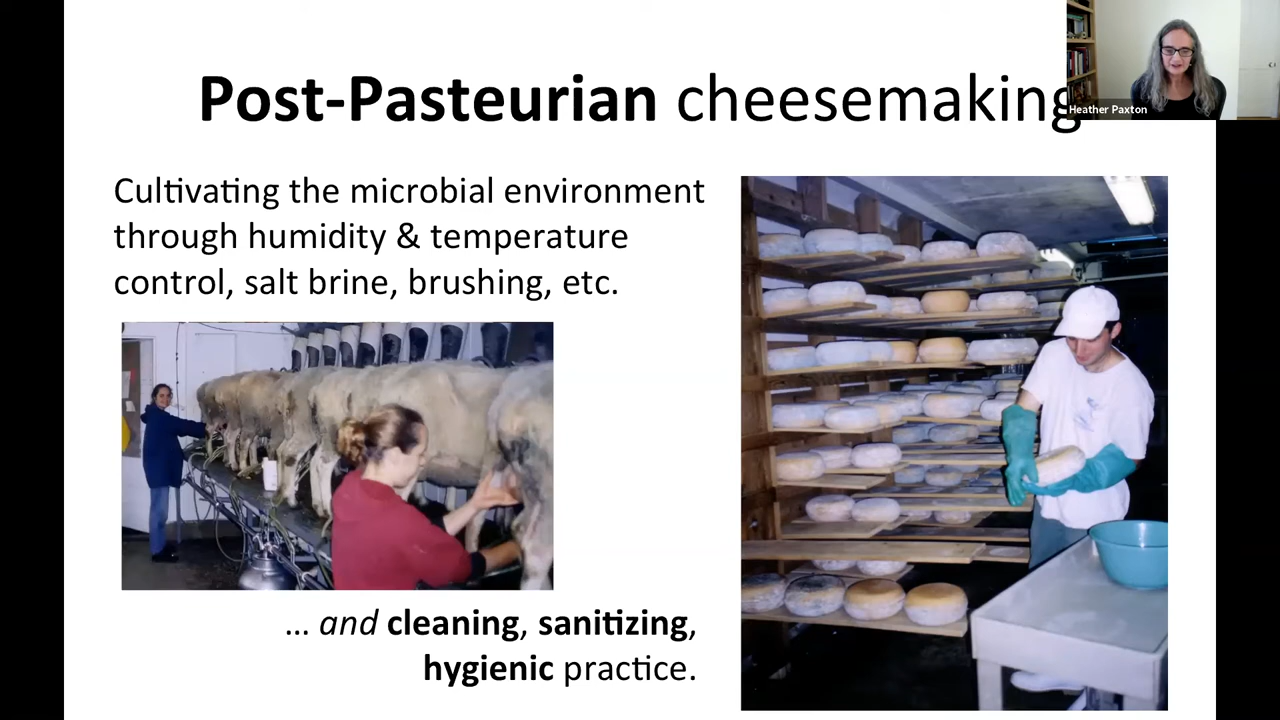 Post-Pasteurian cheesemaking
Heather Paxton
Cultivating the microbial environment
through humidity & temperature
control, salt brine, brushing, etc.
... and cleaning, sanitizing,
hygienic practice.